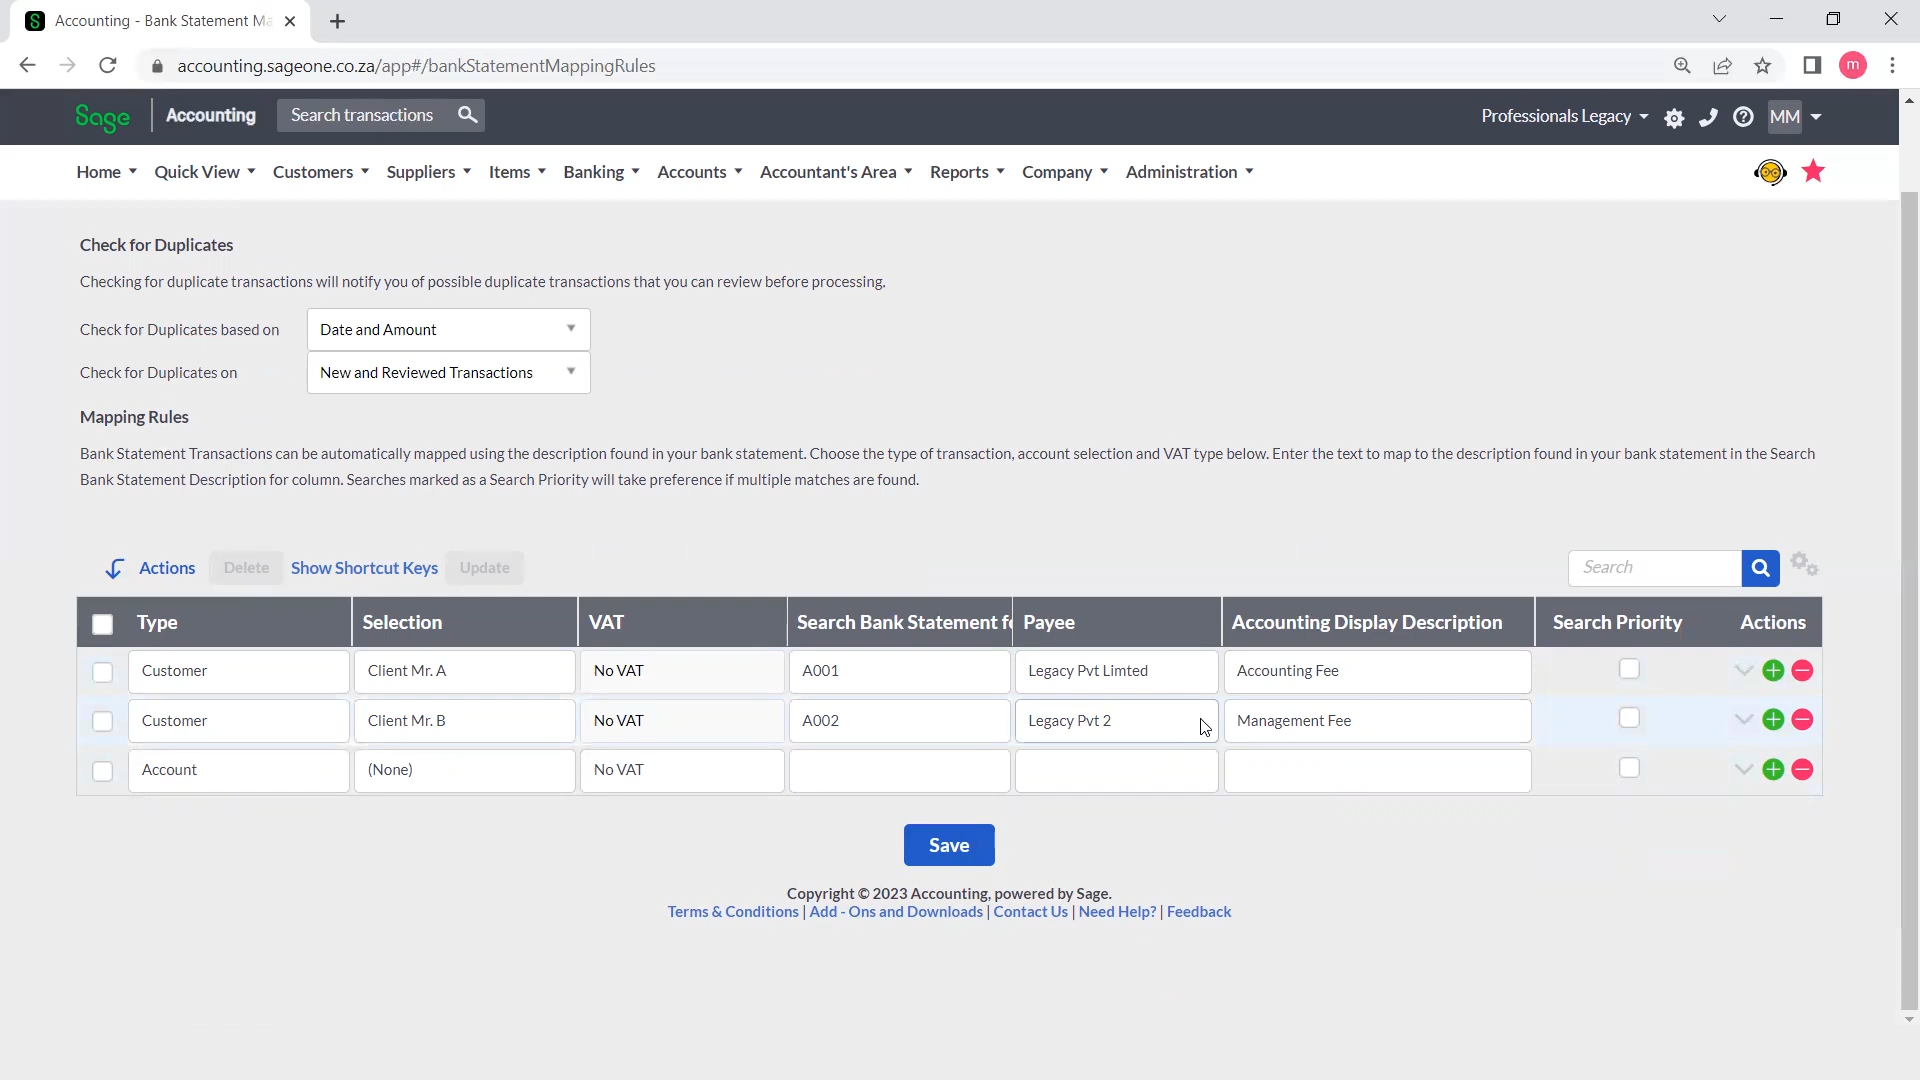 Accounting - Bank Statement Ma
accounting.sageone.co.za/app#/bankStatementMappingRules
m
Sage Accounting Search transactions Professionals Legacy MM
Home Quick View Customers Suppliers Items Banking Accounts Accountant's Area Reports Company Administration
Check for Duplicates
Checking for duplicate transactions will notify you of possible duplicate transactions that you can review before processing.
Check for Duplicates based on Date and Amount
Check for Duplicates on New and Reviewed Transactions
Mapping Rules
Bank Statement Transactions can be automatically mapped using the description found in your bank statement. Choose the type of transaction, account selection and VAT type below. Enter the text to map to the description found in your bank statement in the Search
Bank Statement Description for column. Searches marked as a Search Priority will take preference if multiple matches are found.
Actions Delete Show Shortcut Keys Update Search
Type Selection VAT Search Bank Statement fo Payee Accounting Display Description Search Priority Actions
Customer Client Mr. A No VAT A001 Legacy Pvt Limted Accounting Fee
Customer Client Mr. B No VAT A002 Legacy Pvt 2 Management Fee
Account (None) No VAT
Save
Copyright © 2023 Accounting, powered by Sage.
Terms & Conditions | Add - Ons and Downloads | Contact Us | Need Help? | Feedback